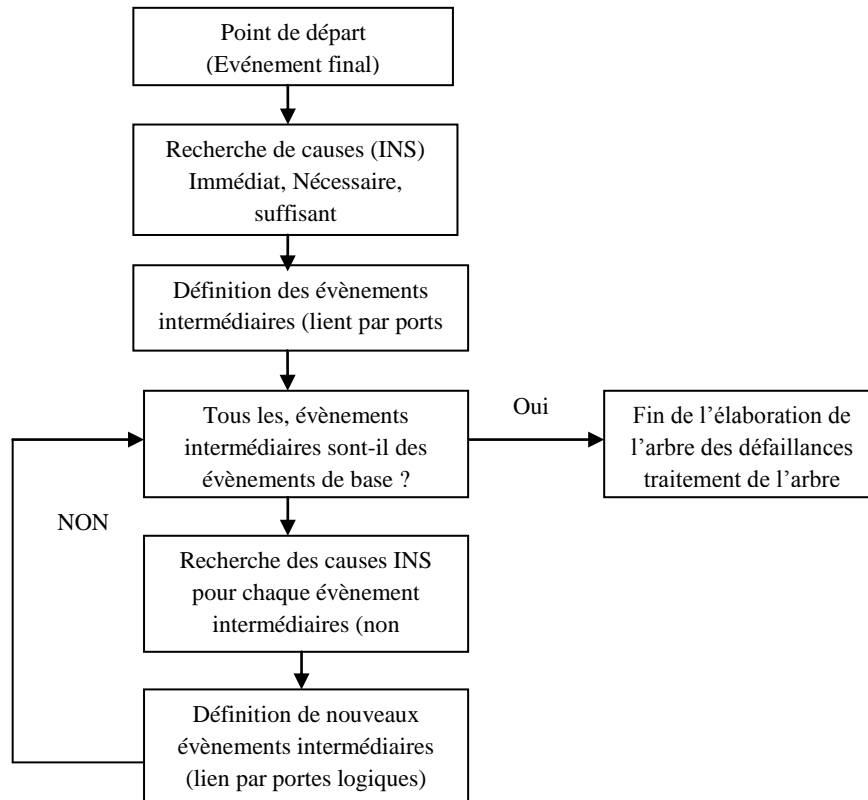 Point de départ
(Evénement final)
Recherche de causes (INS)
Immédiat, Nécessaire,
suffisant
Définition des évènements
intermédiaires (lient par ports
Tous les, évènements
intermédiaires sont-il des
évènements de base ?
Oui
Fin de l’élaboration de
l’arbre des défaillances
traitement de l’arbre
NON
Recherche des causes INS
pour chaque évènement
intermédiaires (non
Définition de nouveaux
évènements intermédiaires
(lien par portes logiques)